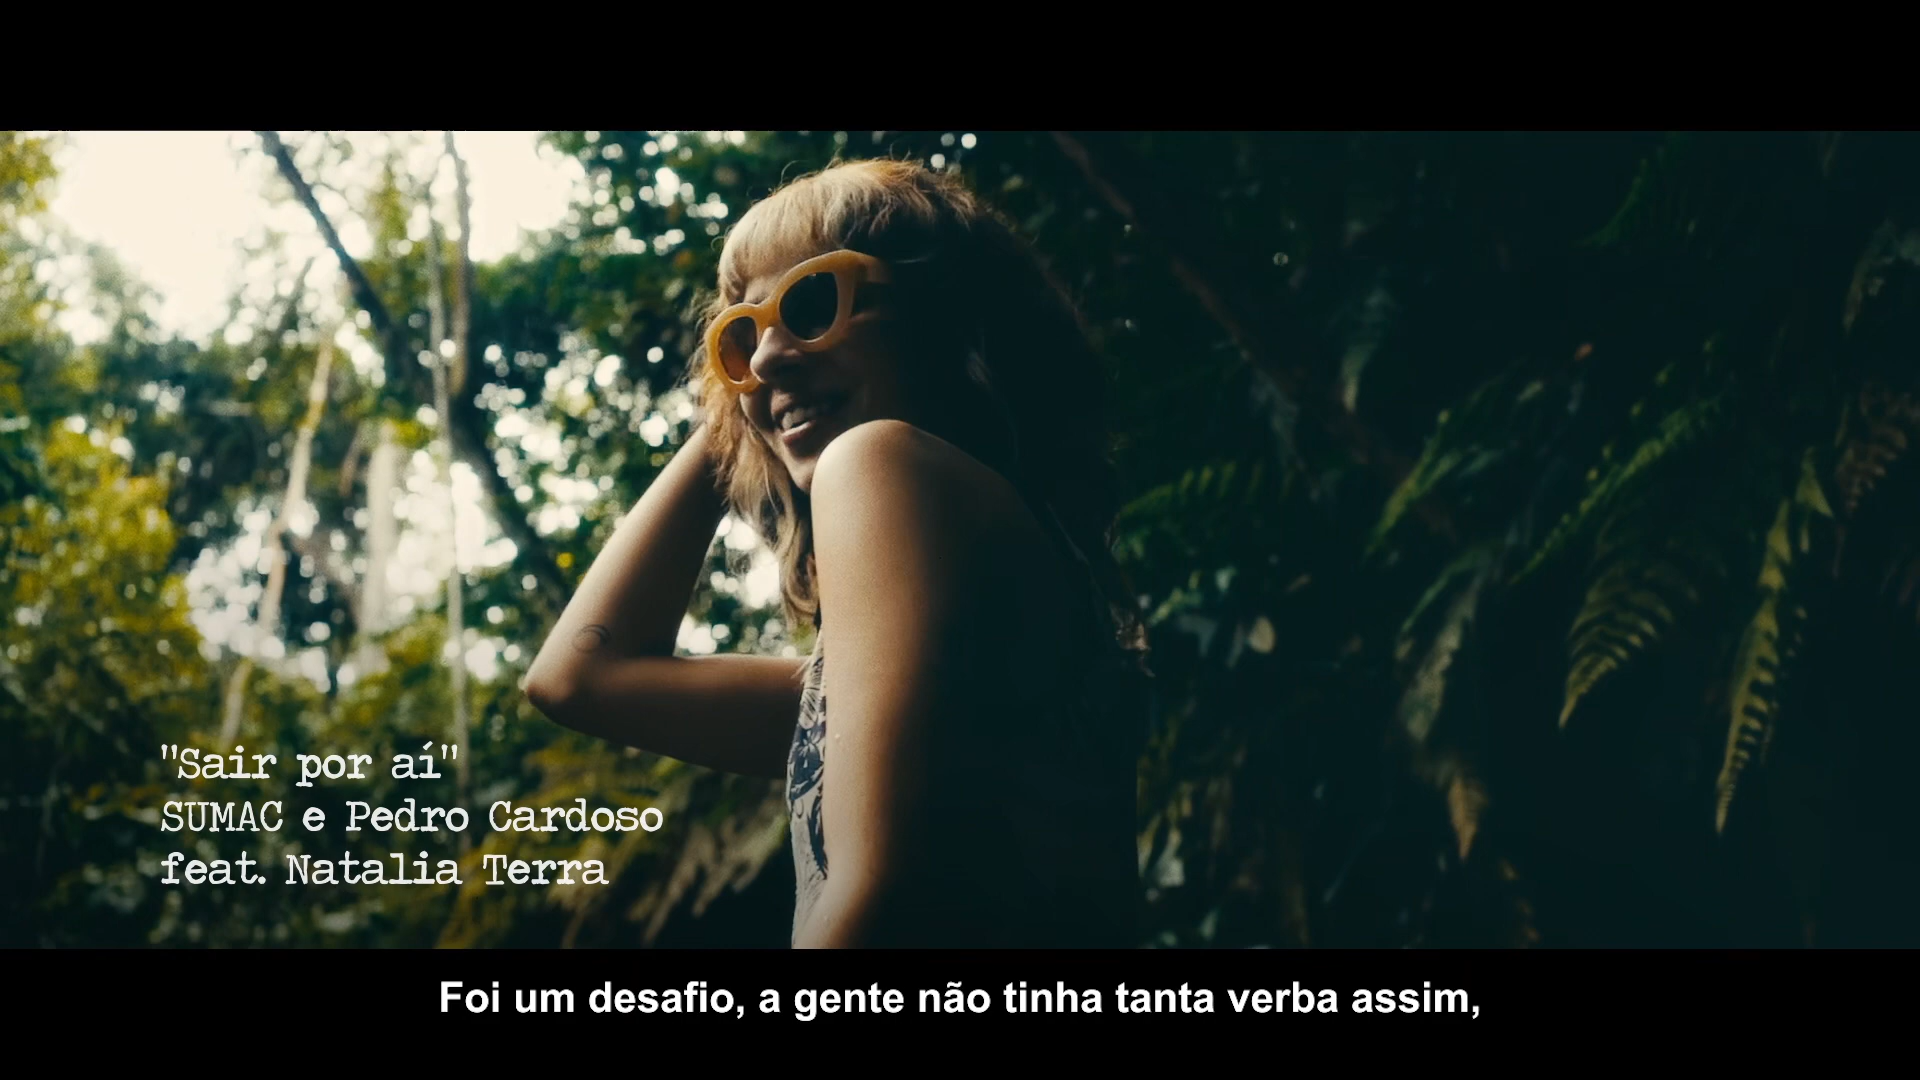 "Sair por aí"
SUMAC e Pedro Cardoso
feat. Natalia Terra
Foi um desafio, a gente não tinha tanta verba assim,